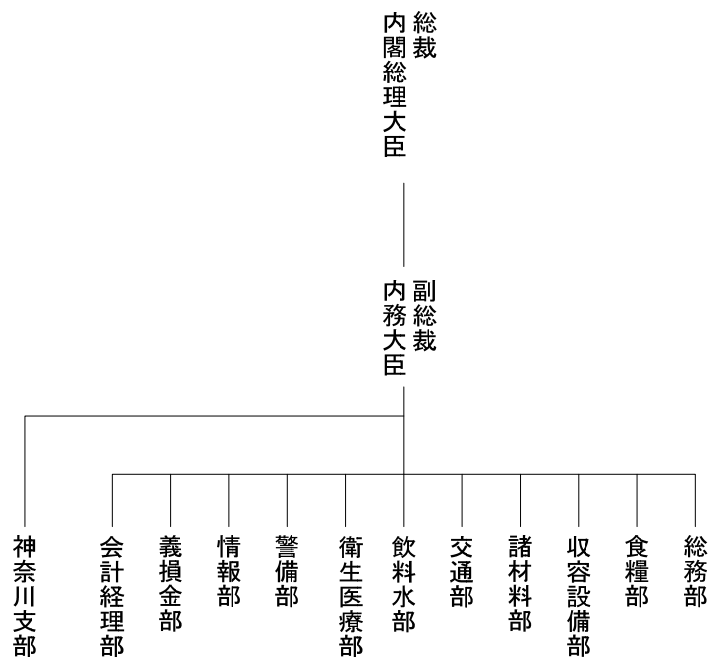 総裁
内閣総理大臣
副総裁
内務大臣
総務部
食糧部
収容設備部
諸材料部
交通部
飲料水部
衛生医療部
警備部
情報部
義損金部
会計経理部
神奈川支部